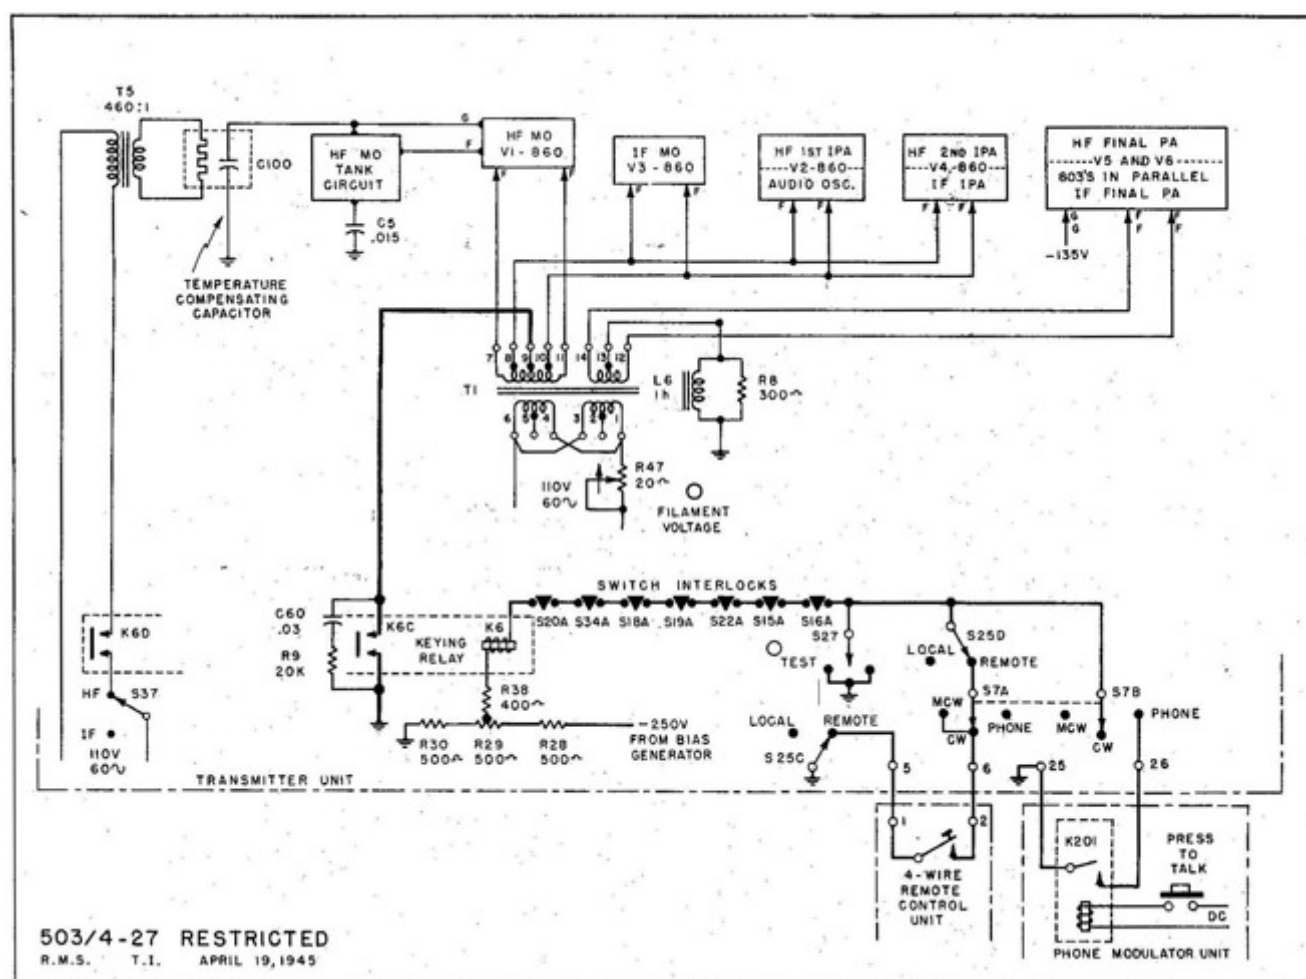 T5
460:1
C100
TEMPERATURE
COMPENSATING
CAPACITOR
HF MO
TANK
CIRCUIT
C5
.015
G
F
HF MO
V1-860
F
F
IF MO
V3-860
F
F
HF 1ST IPA
V2-860
AUDIO OSC.
F
F
HF 2ND IPA
V4-860
IF IPA
F
F
HF FINAL PA
V5 AND V6
803'S IN PARALLEL
IF FINAL PA
G
G
-135V
F
F
F
F
7
8
9
10
11
14
13
12
T1
6
5
4
3
2
1
L6
1h
R8
300~
110V
60~
R47
20~
FILAMENT
VOLTAGE
SWITCH INTERLOCKS
S20A
S34A
S18A
S19A
S22A
S15A
S16A
C60
.03
R9
20K
K6C
KEYING
RELAY
K6
K6D
HF
S37
IF
110V
60~
R38
400~
R30
500~
R29
500~
R28
500~
-250V
FROM BIAS
GENERATOR
S27
TEST
LOCAL
S25D
REMOTE
S7A
MCW
PHONE
CW
MCW
S7B
CW
PHONE
LOCAL
REMOTE
S25C
5
6
25
26
TRANSMITTER UNIT
1
2
4-WIRE
REMOTE
CONTROL
UNIT
K201
PRESS
TO
TALK
DC
PHONE MODULATOR UNIT
503/4-27 RESTRICTED
R.M.S. T.I. APRIL 19, 1945